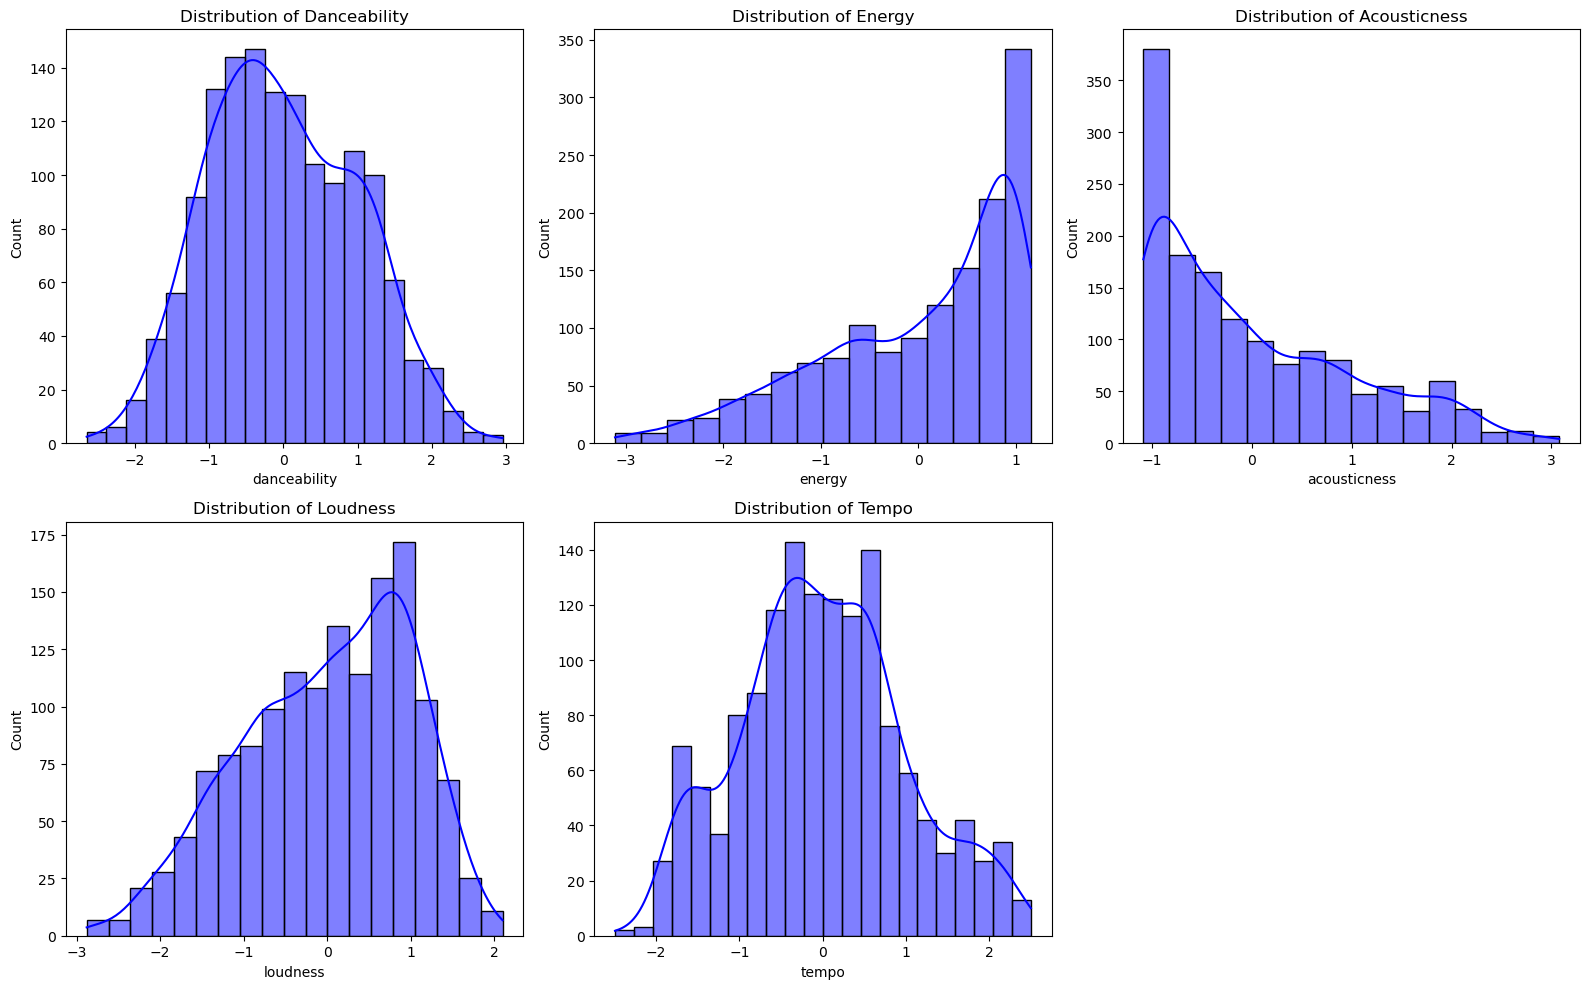 Distribution of Danceability
Count
140
120
100
80
60
40
20
0
−2 −1 0 1 2 3
danceability
Distribution of Energy
Count
350
300
250
200
150
100
50
0
−3 −2 −1 0 1
energy
Distribution of Acousticness
Count
350
300
250
200
150
100
50
0
−1 0 1 2 3
acousticness
Distribution of Loudness
Count
175
150
125
100
75
50
25
0
−3 −2 −1 0 1 2
loudness
Distribution of Tempo
Count
140
120
100
80
60
40
20
0
−2 −1 0 1 2
tempo